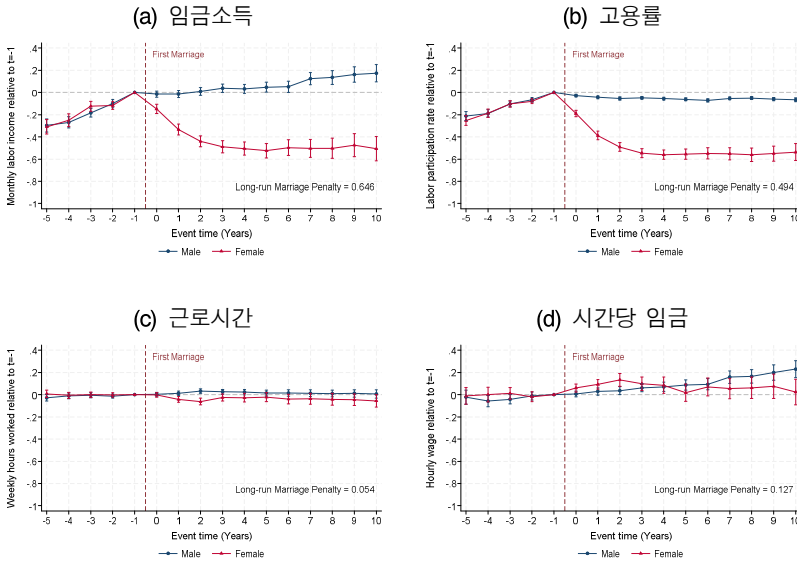 (a) 임금소득
Monthly labor income relative to t=-1
.4
.2
0
-.2
-.4
-.6
-.8
-1
First Marriage
Long-run Marriage Penalty = 0.646
-5 -4 -3 -2 -1 0 1 2 3 4 5 6 7 8 9 10
Event time (Years)
Male Female
(b) 고용률
Labor participation rate relative to t=-1
.4
.2
0
-.2
-.4
-.6
-.8
-1
First Marriage
Long-run Marriage Penalty = 0.494
-5 -4 -3 -2 -1 0 1 2 3 4 5 6 7 8 9 10
Event time (Years)
Male Female
(c) 근로시간
Weekly hours worked relative to t=-1
.4
.2
0
-.2
-.4
-.6
-.8
-1
First Marriage
Long-run Marriage Penalty = 0.054
-5 -4 -3 -2 -1 0 1 2 3 4 5 6 7 8 9 10
Event time (Years)
Male Female
(d) 시간당 임금
Hourly wage relative to t=-1
.4
.2
0
-.2
-.4
-.6
-.8
-1
First Marriage
Long-run Marriage Penalty = 0.127
-5 -4 -3 -2 -1 0 1 2 3 4 5 6 7 8 9 10
Event time (Years)
Male Female